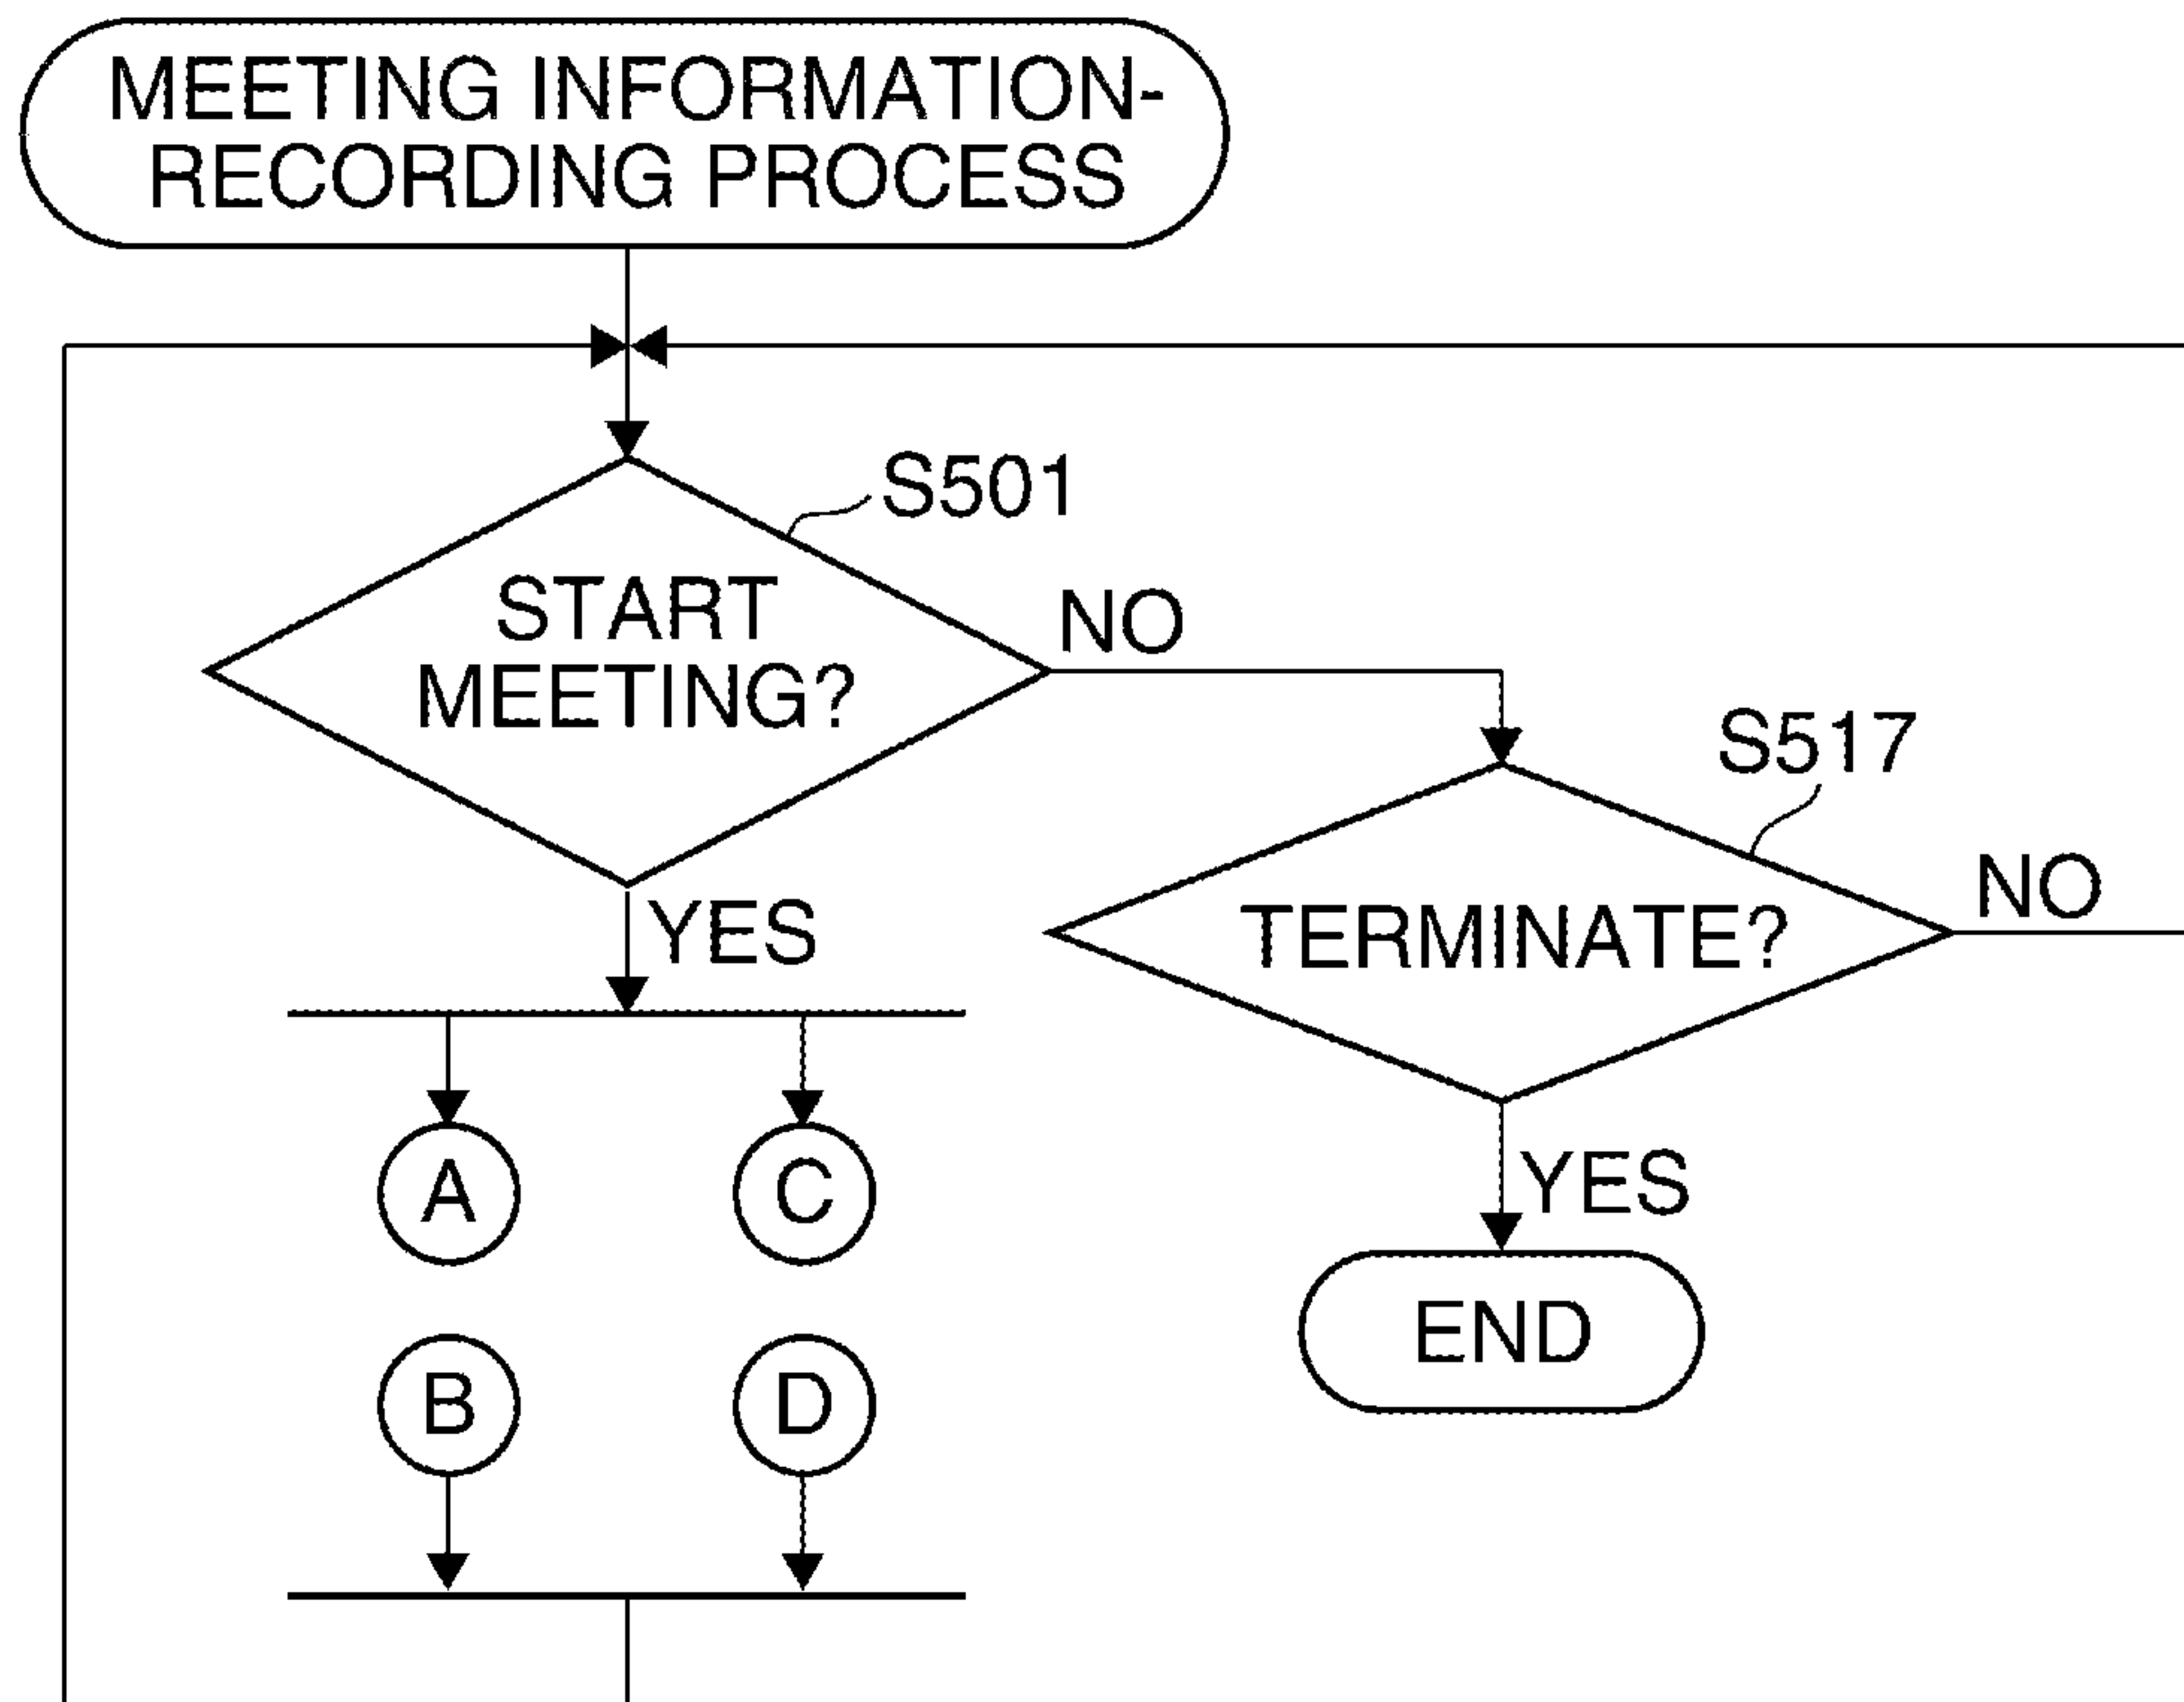 MEETING INFORMATION-
RECORDING PROCESS
S501
START
MEETING?
NO
S517
TERMINATE?
NO
YES
A
C
YES
END
B
D